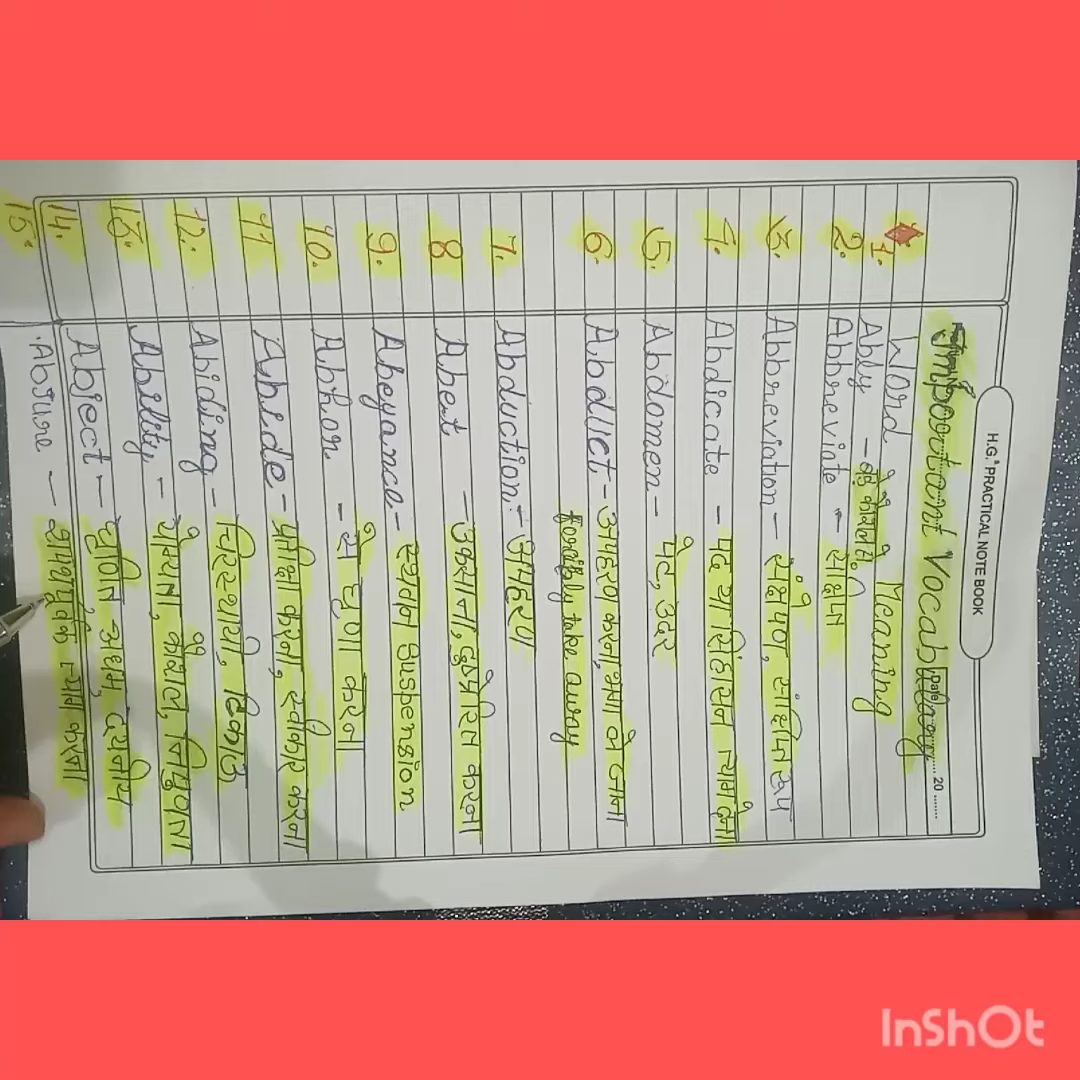 H.G.'s PRACTICAL NOTE BOOK
Date ........... 20 .......
Important Vocabulary
Word Meaning
1. Ably -
2. Abbreviate - संक्षिप्त
3. Abbreviation - संक्षेपण, संक्षिप्त रूप
4. Abdicate - पद या सिंहासन त्याग देना
5. Abdomen - पेट, उदर
6. Abduct - अपहरण करना, भगा ले जाना
forcibly take away
7. Abduction - अपहरण
8 Abet - उकसाना, दुष्प्रेरित करना
9. Abeyance - स्थगन suspension
10. Abhor - से घृणा करना
11 Abide - प्रतिक्षा करना, स्वीकार करना
12. Abiding - चिरस्थायी, टिकाउ
13. Ability - योग्यता, कौशल, निपुणता
14. Abject - घृणित, अधम, दयनीय
15. Abjure - शपथपूर्वक त्याग करना
InShOt